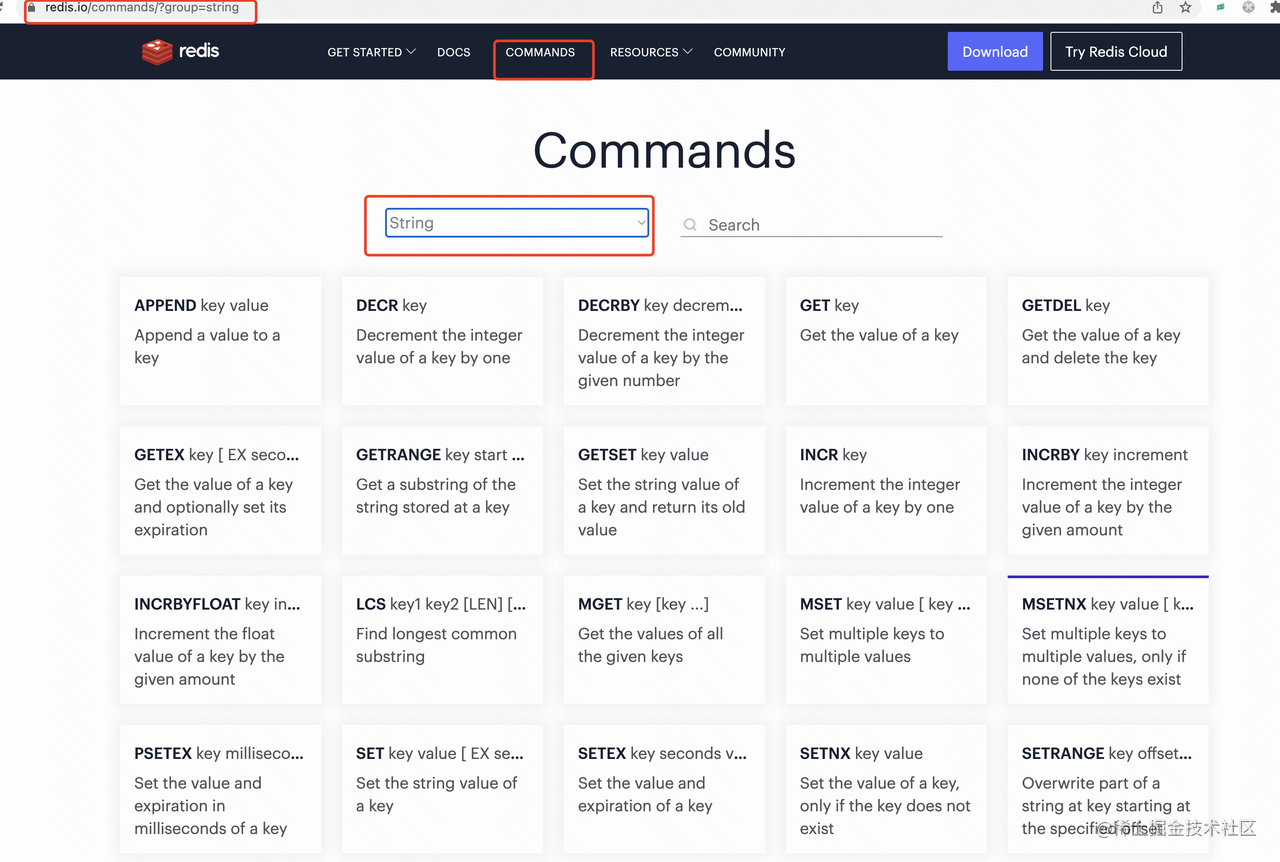 redis.io/commands/?group=string
redis
GET STARTED
DOCS
COMMANDS
RESOURCES
COMMUNITY
Download
Try Redis Cloud
Commands
String
Search
APPEND key value
Append a value to a
key
DECR key
Decrement the integer
value of a key by one
DECRBY key decrem...
Decrement the integer
value of a key by the
given number
GET key
Get the value of a key
GETDEL key
Get the value of a key
and delete the key
GETEX key [ EX seco...
Get the value of a key
and optionally set its
expiration
GETRANGE key start ...
Get a substring of the
string stored at a key
GETSET key value
Set the string value of
a key and return its old
value
INCR key
Increment the integer
value of a key by one
INCRBY key increment
Increment the integer
value of a key by the
given amount
INCRBYFLOAT key in...
Increment the float
value of a key by the
given amount
LCS key1 key2 [LEN] [...
Find longest common
substring
MGET key [key ...]
Get the values of all
the given keys
MSET key value [ key ...
Set multiple keys to
multiple values
MSETNX key value [ k...
Set multiple keys to
multiple values, only if
none of the keys exist
PSETEX key milliseco...
Set the value and
expiration in
milliseconds of a key
SET key value [ EX se...
Set the string value of
a key
SETEX key seconds v...
Set the value and
expiration of a key
SETNX key value
Set the value of a key,
only if the key does not
exist
SETRANGE key offset...
Overwrite part of a
string at key starting at
the specified offset
@稀土掘金技术社区